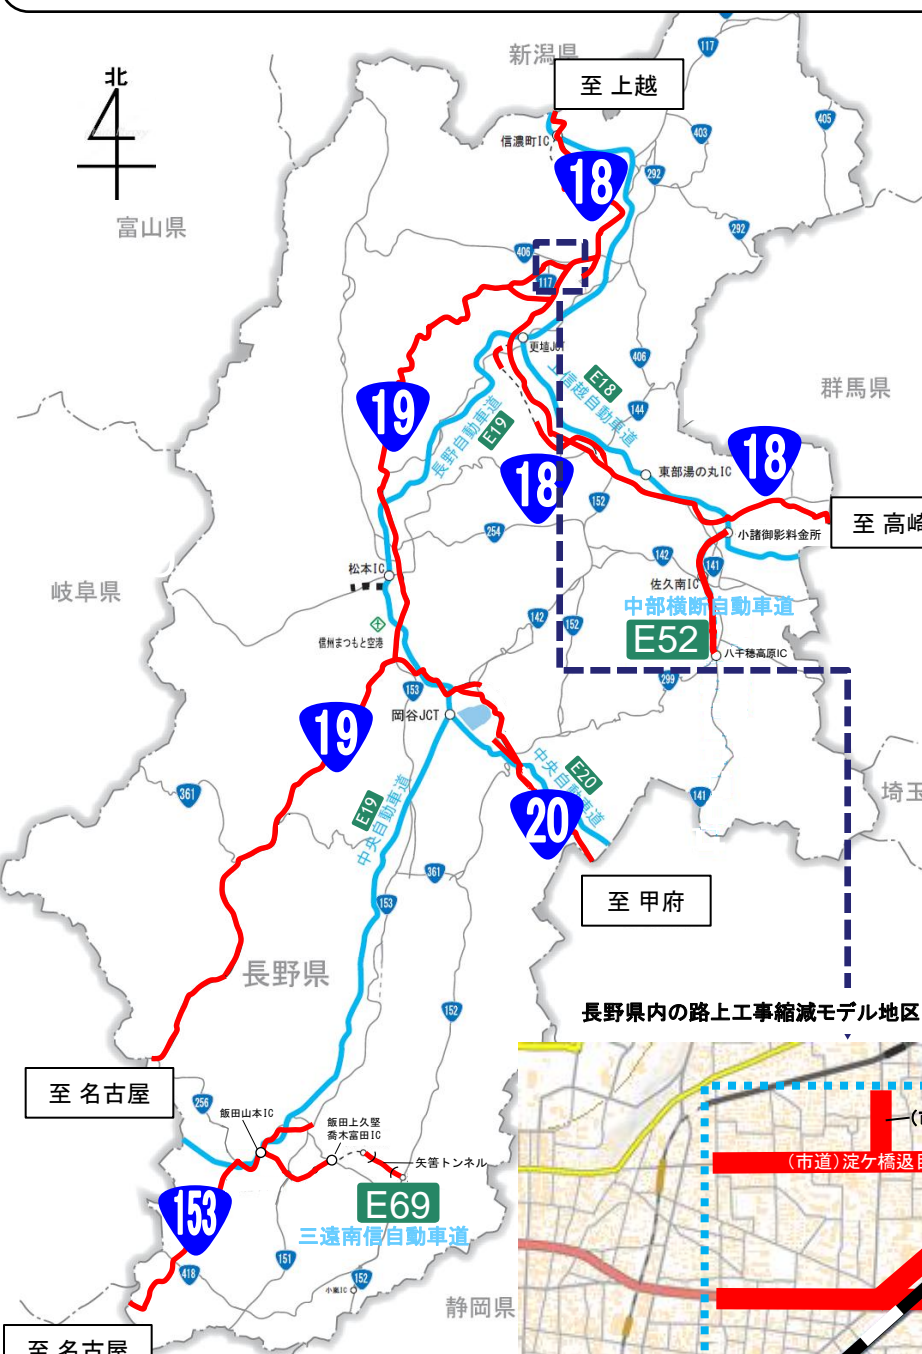 新潟県
117
北
至 上越
405
403
信濃町IC
18
292
富山県
292
406
117
更埴JCT
406
E18
上信越自動車道
群馬県
144
19
長野自動車道
E19
18
18
東部湯の丸IC
152
至 高崎
254
小諸御影料金所
142
141
松本IC
佐久南IC
岐阜県
中部横断自動車道
142
152
E52
信州まつもと空港
八千穂高原IC
299
153
岡谷JCT
19
中央自動車道
E20
361
141
埼玉
E19
中央自動車道
20
361
至 甲府
153
長野県
152
長野県内の路上工事縮減モデル地区
至 名古屋
256
飯田山本IC
飯田上久堅
喬木富田IC
(市
矢筈トンネル
(市道)淀ケ橋返目
153
E69
三遠南信自動車道
151
418
152
小嵐IC
静岡県
至 名古屋